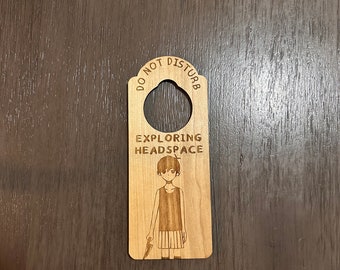 DO NOT DISTURB
EXPLORING
HEADSPACE